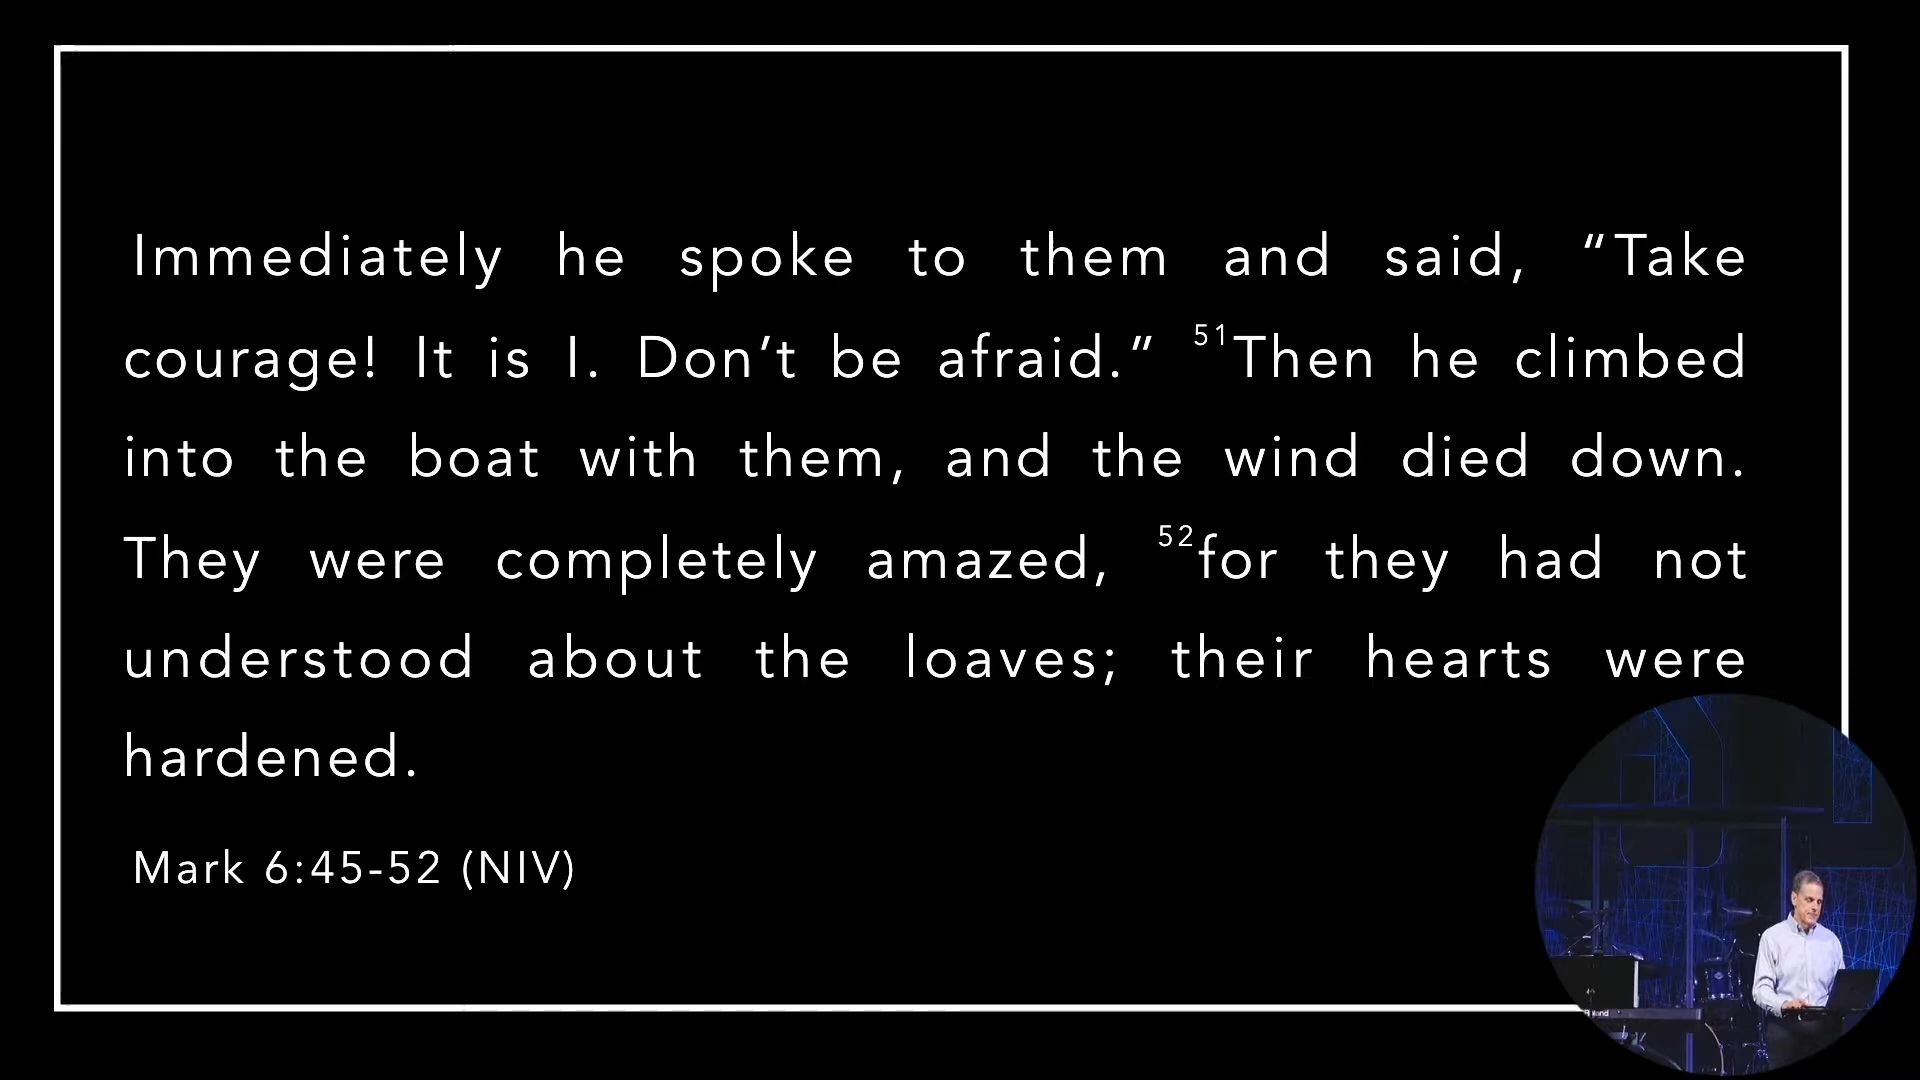 Immediately he spoke to them and said, “Take
courage! It is I. Don’t be afraid.” ⁵¹Then he climbed
into the boat with them, and the wind died down.
They were completely amazed, ⁵²for they had not
understood about the loaves; their hearts were
hardened.
Mark 6:45-52 (NIV)